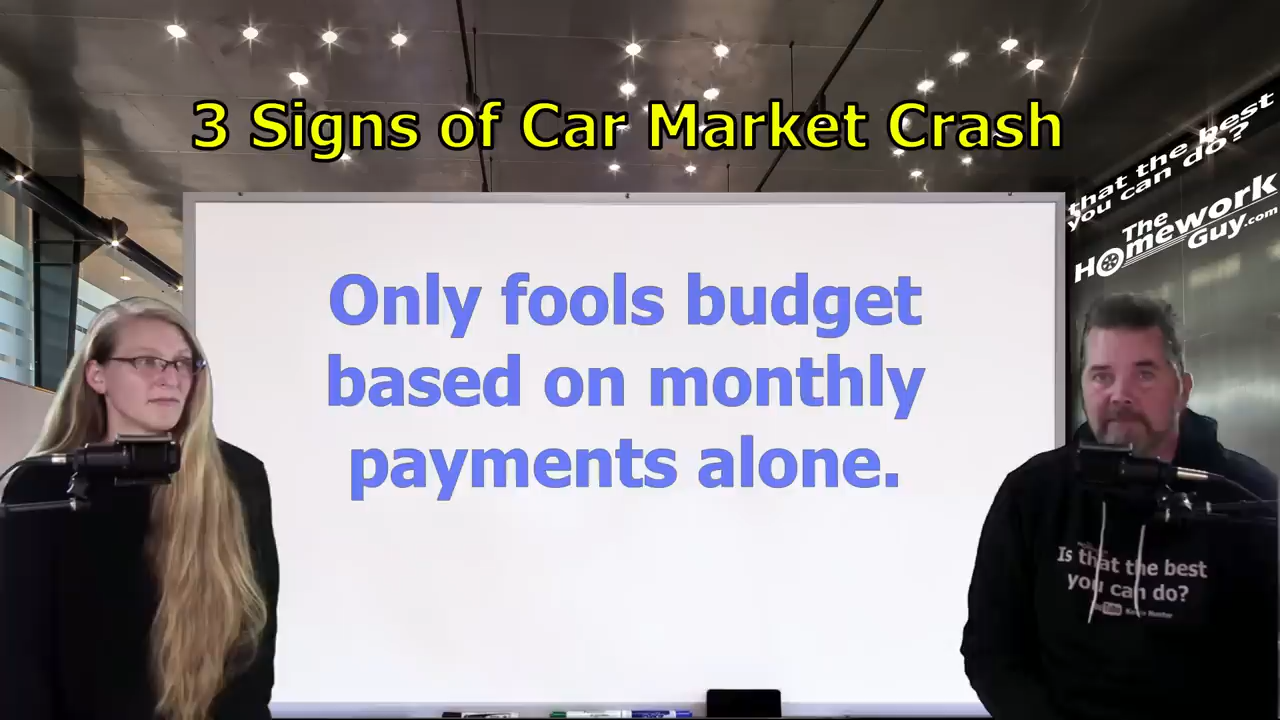 3 Signs of Car Market Crash
that the best
you can do?
The
Homework
Guy.com
Only fools budget
based on monthly
payments alone.
Is that the best
you can do?